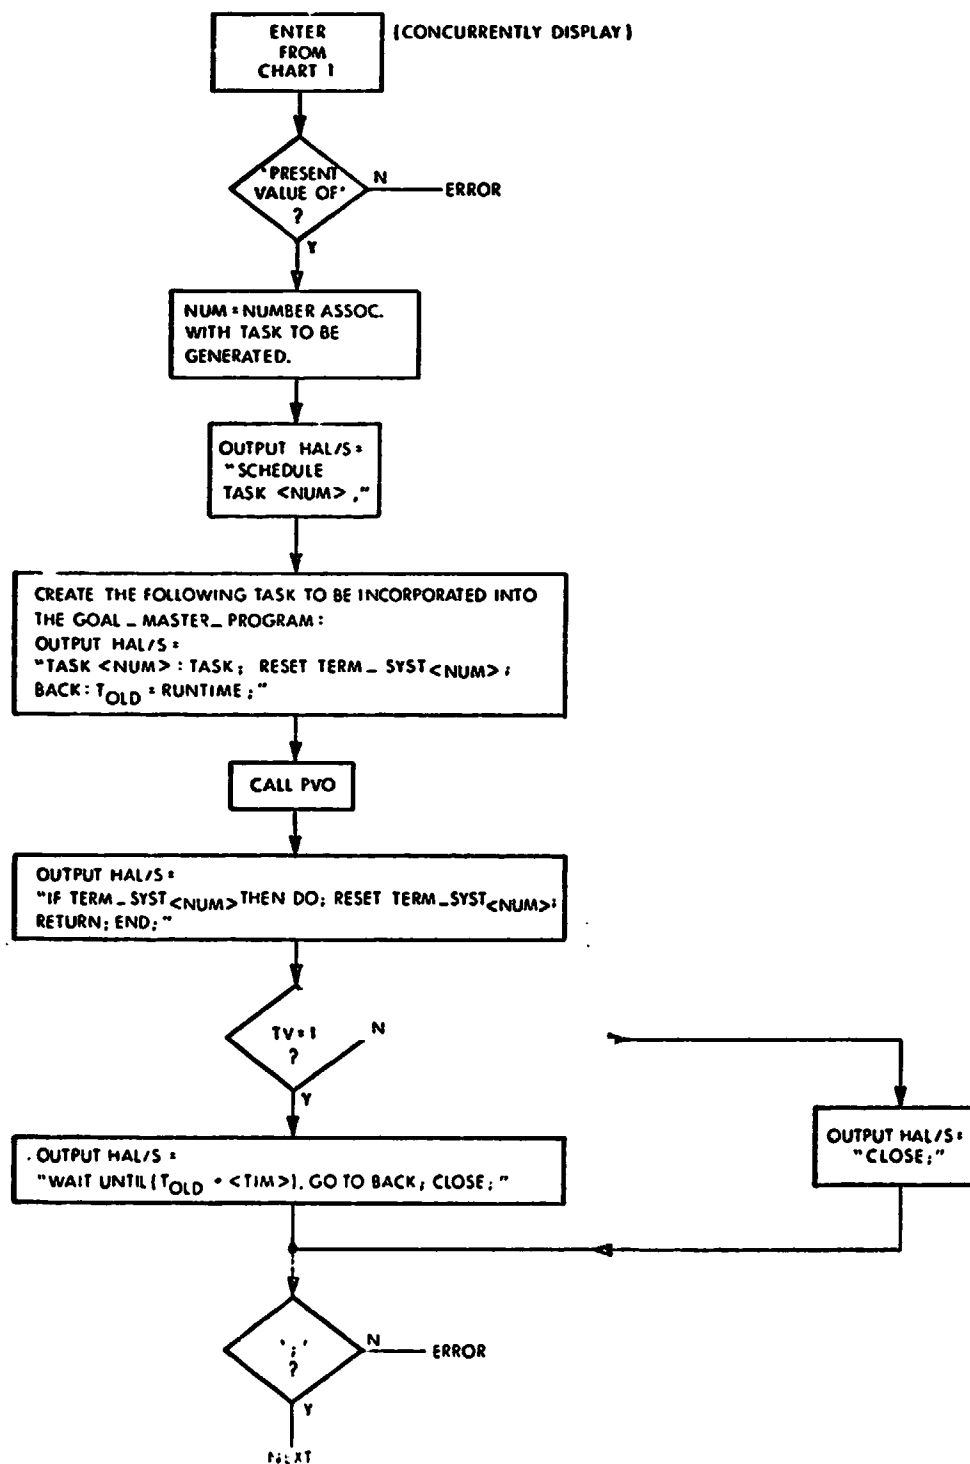 ENTER
FROM
CHART 1
(CONCURRENTLY DISPLAY)
'PRESENT
VALUE OF'
?
N
ERROR
Y
NUM = NUMBER ASSOC.
WITH TASK TO BE
GENERATED.
OUTPUT HAL/S =
"SCHEDULE
TASK <NUM> ,"
CREATE THE FOLLOWING TASK TO BE INCORPORATED INTO
THE GOAL_MASTER_PROGRAM:
OUTPUT HAL/S =
"TASK <NUM> : TASK; RESET TERM_SYST<NUM>;
BACK: TOLD = RUNTIME;"
CALL PVO
OUTPUT HAL/S =
"IF TERM_SYST<NUM> THEN DO; RESET TERM_SYST<NUM>;
RETURN; END;"
TV=1
?
N
Y
OUTPUT HAL/S =
"WAIT UNTIL(TOLD + <TIM>). GO TO BACK; CLOSE;"
OUTPUT HAL/S =
"CLOSE;"
';'
?
N
ERROR
Y
NEXT